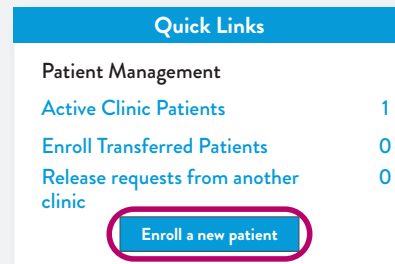 Quick Links
Patient Management
Active Clinic Patients 1
Enroll Transferred Patients 0
Release requests from another 0
clinic
Enroll a new patient